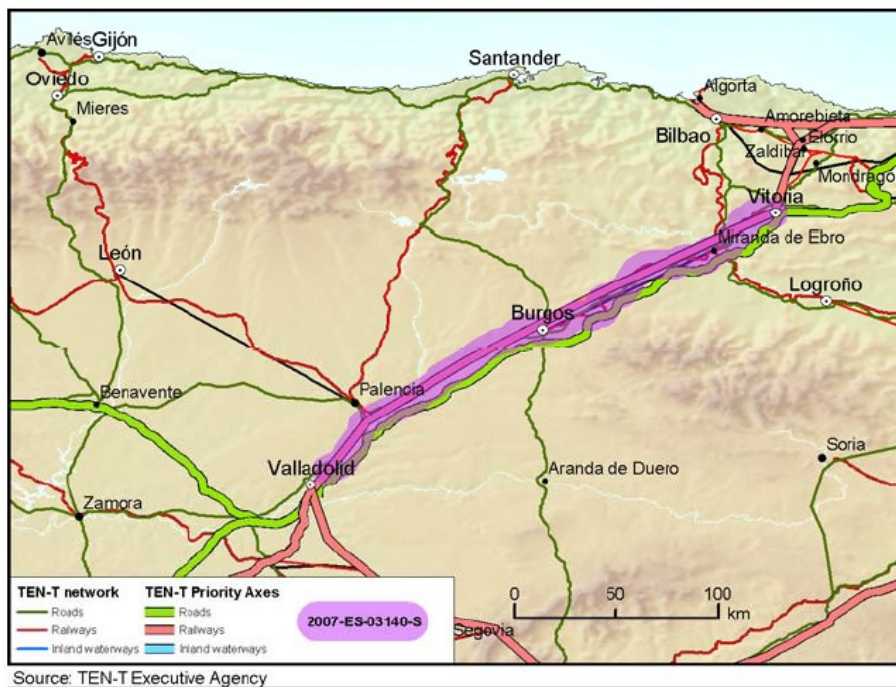 Avilés
Gijón
Oviedo
Mieres
Santander
Algorta
Amorebieta
Bilbao
Elorrio
Zaldibar
Mondrago
Vitoria
León
Miranda de Ebro
Logroño
Burgos
Benavente
Palencia
Soria
Valladolid
Aranda de Duero
Zamora
Segovia
0 50 100
km
TEN-T network TEN-T Priority Axes
Roads Roads
Railways Railways
Inland waterways Inland waterways
2007-ES-03140-S
Source: TEN-T Executive Agency